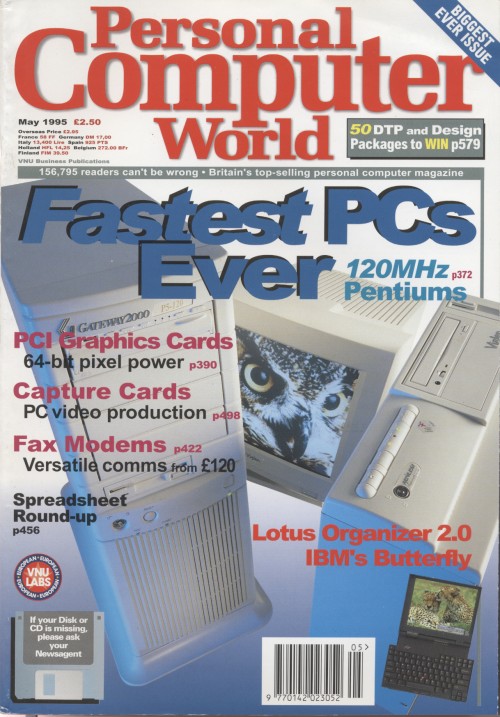 BIGGEST
EVER ISSUE
Personal
Computer
World
May 1995 £2.50
Overseas Price £3.95
France 58 FF Germany DM 17,00
Italy 13,400 Lire Spain 925 PTS
Holland HFL 14,25 Belgium 272.00 BFr
Finland FIM 39.50
VNU Business Publications
50 DTP and Design
Packages to WIN p579
156,795 readers can't be wrong • Britain's top-selling personal computer magazine
Fastest PCs
Ever
120MHz p372
Pentiums
GATEWAY2000 P5-120
PCI Graphics Cards
64-bit pixel power p390
Capture Cards
PC video production p498
Fax Modems p422
Versatile comms from £120
Spreadsheet
Round-up
p456
Lotus Organizer 2.0
IBM's Butterfly
EUROPEAN
VNU
LABS
EUROPEAN
If your Disk or
CD is missing,
please ask
your
Newsagent
05>
9 770142 023052